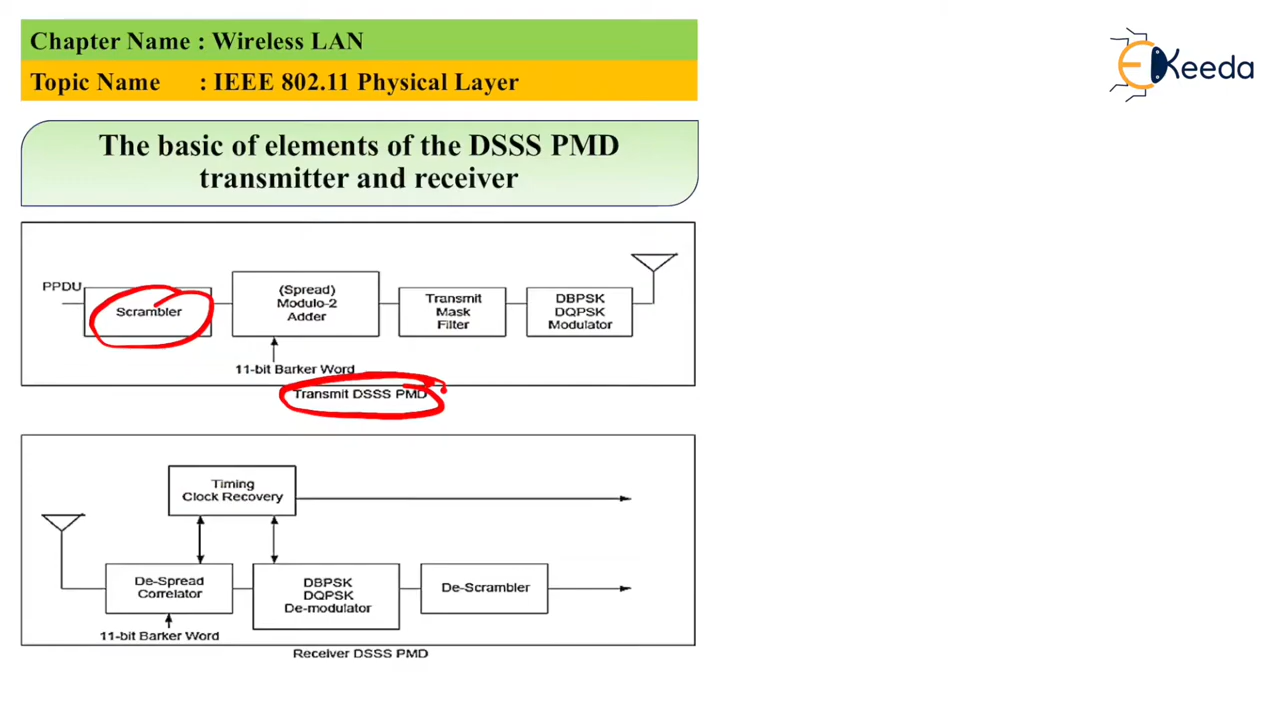 Chapter Name : Wireless LAN
Topic Name : IEEE 802.11 Physical Layer
EKeeda
The basic of elements of the DSSS PMD
transmitter and receiver
PPDU
Scrambler
(Spread)
Modulo-2
Adder
Transmit
Mask
Filter
DBPSK
DQPSK
Modulator
11-bit Barker Word
Transmit DSSS PMD
Timing
Clock Recovery
De-Spread
Correlator
DBPSK
DQPSK
De-modulator
De-Scrambler
11-bit Barker Word
Receiver DSSS PMD